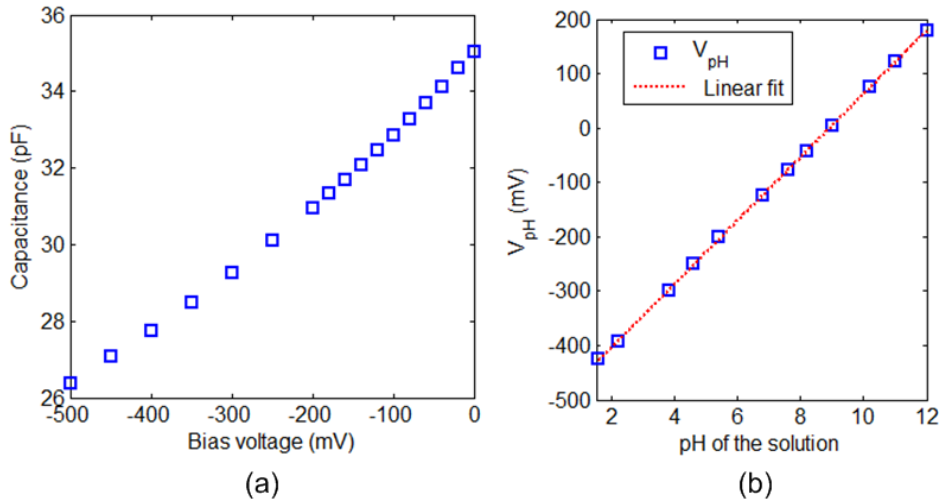 36
34
32
30
28
26
Capacitance (pF)
-500 -400 -300 -200 -100 0
Bias voltage (mV)
(a)
200
100
0
-100
-200
-300
-400
-500
V_pH (mV)
V_pH
Linear fit
2 4 6 8 10 12
pH of the solution
(b)